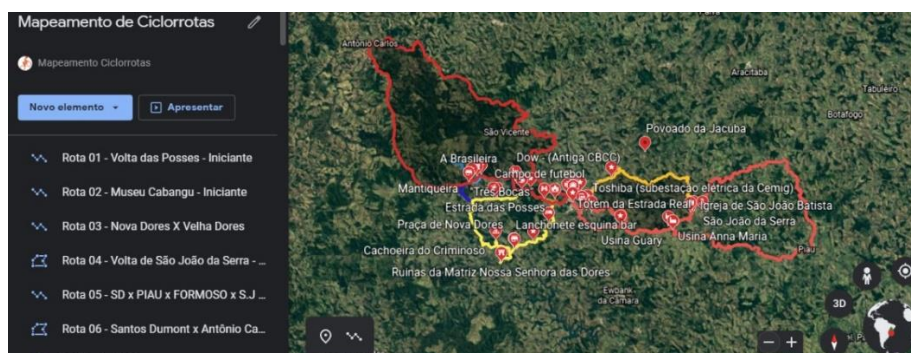 Mapeamento de Ciclorrotas
Mapeamento Ciclorrotas
Novo elemento
Apresentar
Rota 01 - Volta das Posses - Iniciante
Rota 02 - Museu Cabangu - Iniciante
Rota 03 - Nova Dores X Velha Dores
Rota 04 - Volta de São João da Serra - ...
Rota 05 - SD x PIAU x FORMOSO x S.J ...
Rota 06 - Santos Dumont x Antônio Ca...
Antônio Carlos
Aracitaba
Tabuleiro
Botafogo
São Vicente
Povoado da Jacuba
A Brasileira
Dow - (Antiga CBCC)
Campo de futebol
Mantiqueira
Três Bocas
Toshiba (subestação elétrica da Cemig)
Estrada das Posses
Totem da Estrada Real
Igreja de São João Batista
Praça de Nova Dores
Lanchonete esquina bar
São João da Serra
Usina Guary
Usina Anna Maria
Cachoeira do Criminoso
Piau
Ruínas da Matriz Nossa Senhora das Dores
Ewbank
da Câmara
3D